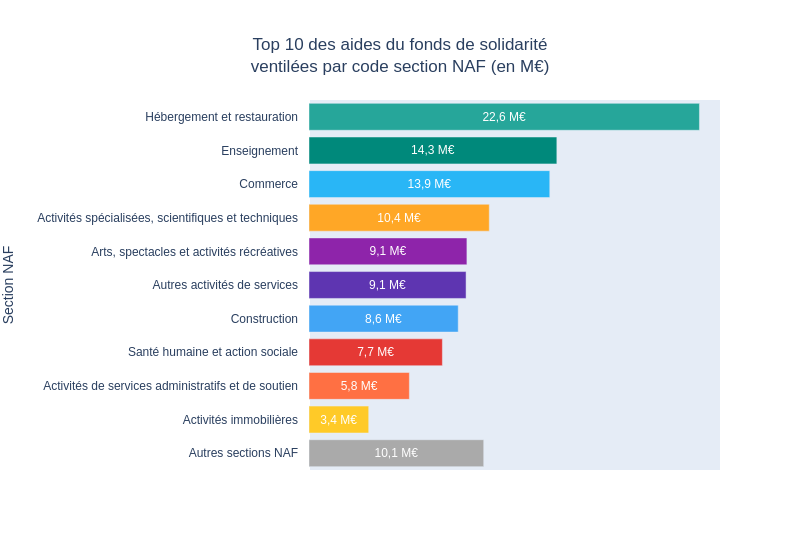 Top 10 des aides du fonds de solidarité
ventilées par code section NAF (en M€)
Section NAF
Hébergement et restauration 22,6 M€
Enseignement 14,3 M€
Commerce 13,9 M€
Activités spécialisées, scientifiques et techniques 10,4 M€
Arts, spectacles et activités récréatives 9,1 M€
Autres activités de services 9,1 M€
Construction 8,6 M€
Santé humaine et action sociale 7,7 M€
Activités de services administratifs et de soutien 5,8 M€
Activités immobilières 3,4 M€
Autres sections NAF 10,1 M€